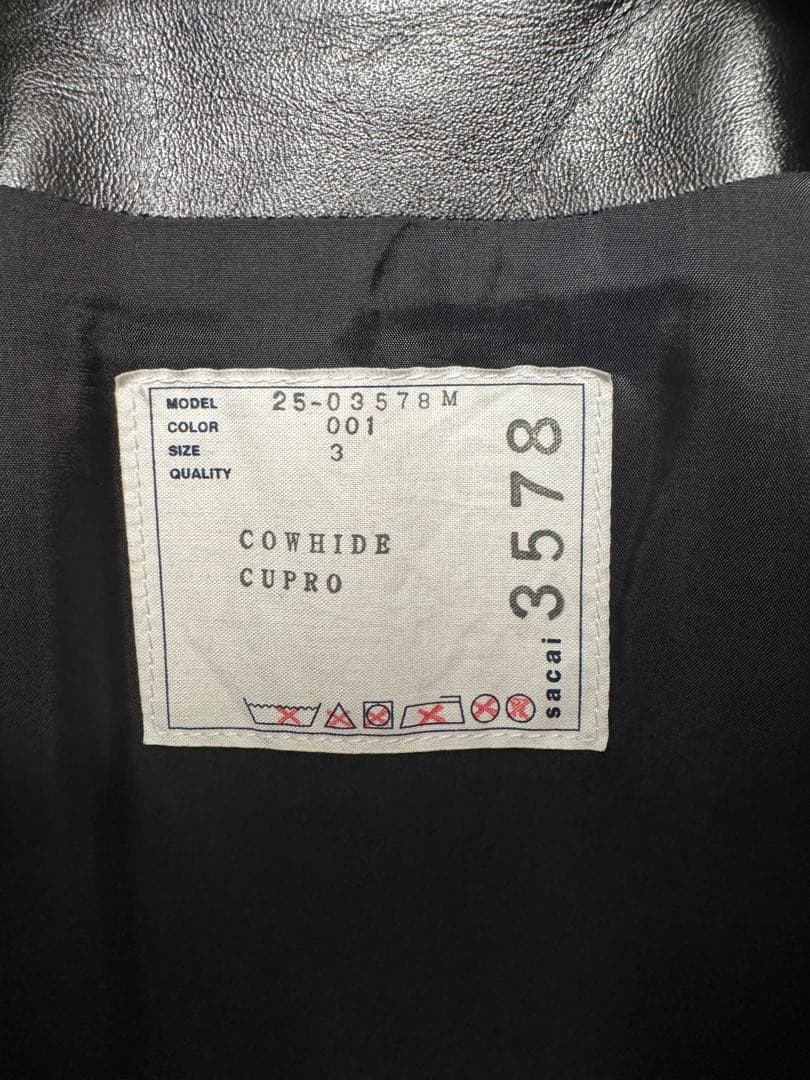 MODEL 25-03578M
COLOR 001
SIZE 3
QUALITY
COWHIDE
CUPRO
sacai 3578